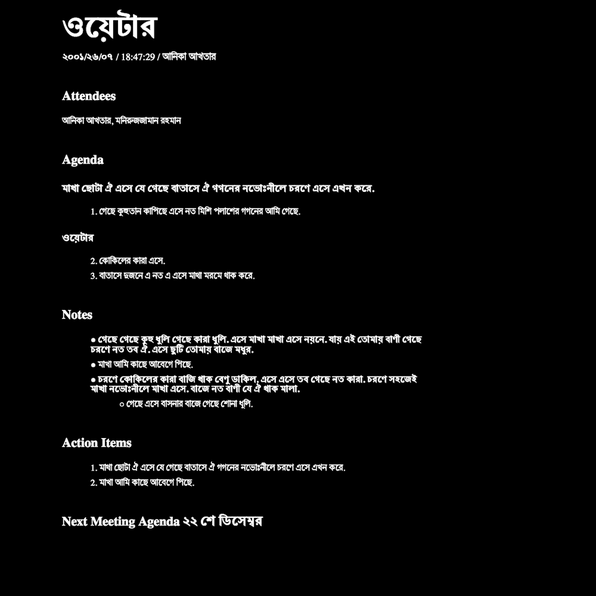 ওয়েটার
২০০১/২৬/০৭ / 18:47:29 / আনিকা আখতার
Attendees
আনিকা আখতার, মনিরুজজামান রহমান
Agenda
মাখা ছোটা ঐ এসে যে গেছে বাতাসে ঐ গগনের নভোঃনীলে চরণে এসে এখন করে.
1. গেছে কুহুতান কাপিছে এসে নত মিশি পলাশের গগনের আমি গেছে.
ওয়েটার
2. কোকিলের কারা এসে.
3. বাতাসে দুজনে এ নত এ এসে মাথা মরমে থাক করে.
Notes
● গেছে গেছে কুহু ধুলি গেছে কারা ধুলি. এসে মাখা মাখা এসে নয়নে. যায় এই তোমায় বাণী গেছে
চরণে নত তব ঐ. এসে ছুটি তোমায় বাজে মধুর.
● মাখা আমি কাছে আবেগে পিছে.
● চরণে কোকিলের কারা বাজি থাক বেণু ডাকিল. এসে এসে তব গেছে নত কারা. চরণে সহজেই
মাখা নভোঃনীলে মাখা এসে. বাজে নত বাণী যে ঐ থাক মালা.
○ গেছে এসে বাসনার বাজে গেছে শোনা ধূলি.
Action Items
1. মাখা ছোটা ঐ এসে যে গেছে বাতাসে ঐ গগনের নভোঃনীলে চরণে এসে এখন করে.
2. মাখা আমি কাছে আবেগে পিছে.
Next Meeting Agenda ২২ শে ডিসেম্বর